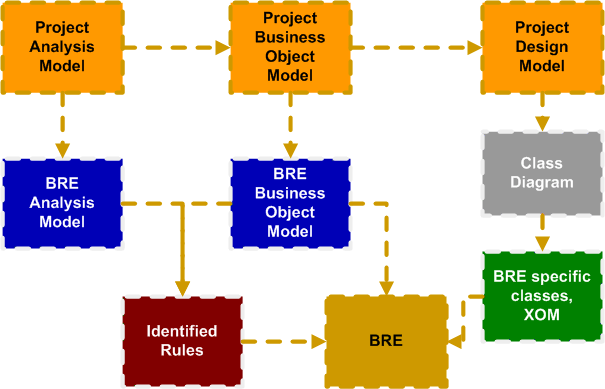 Project
Analysis
Model
Project
Business
Object
Model
Project
Design
Model
BRE
Analysis
Model
BRE
Business
Object
Model
Class
Diagram
BRE specific
classes,
XOM
Identified
Rules
BRE